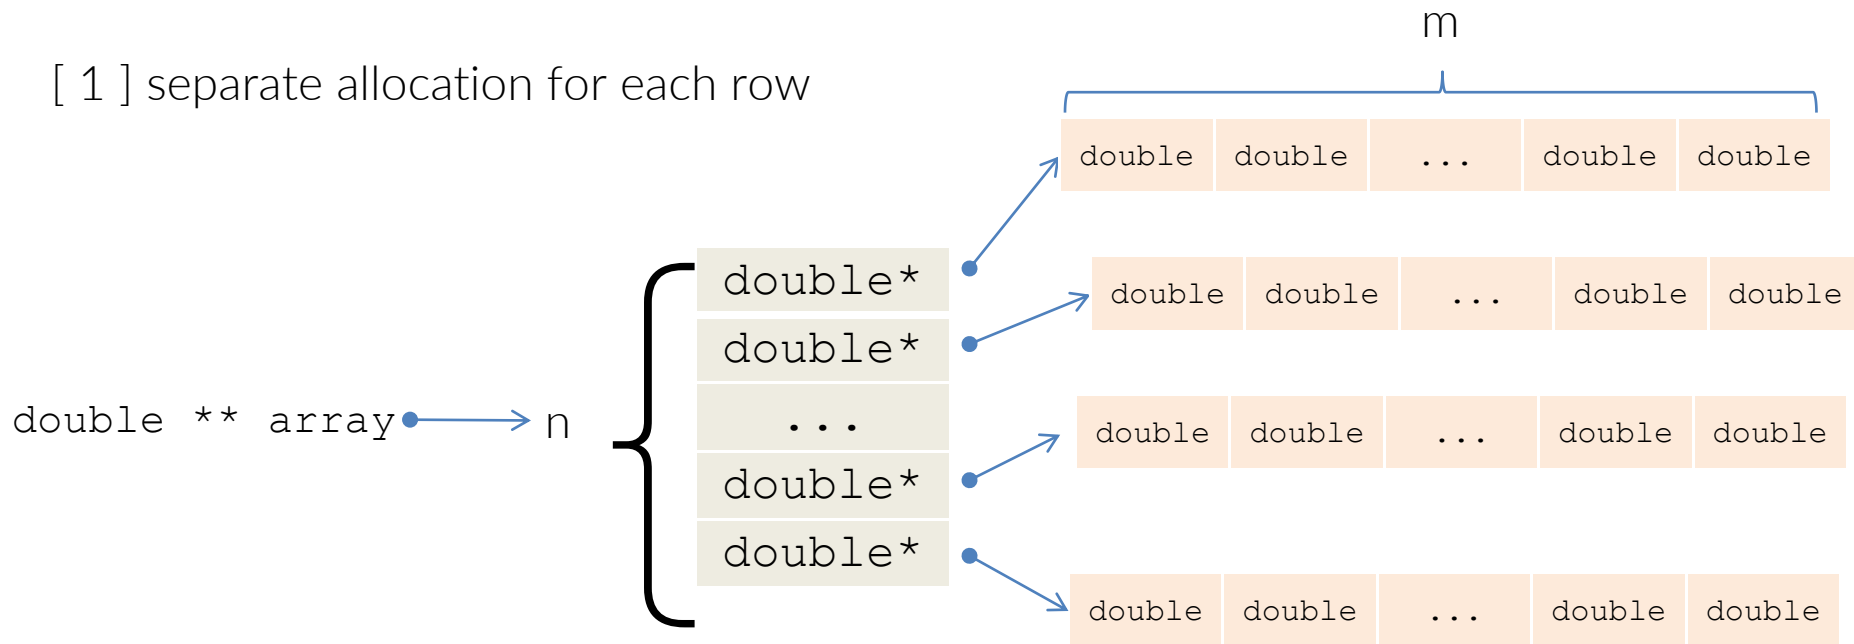 m
[ 1 ] separate allocation for each row
double double ... double double
double*
double double ... double double
double*
double ** array n
...
double double ... double double
double*
double*
double double ... double double